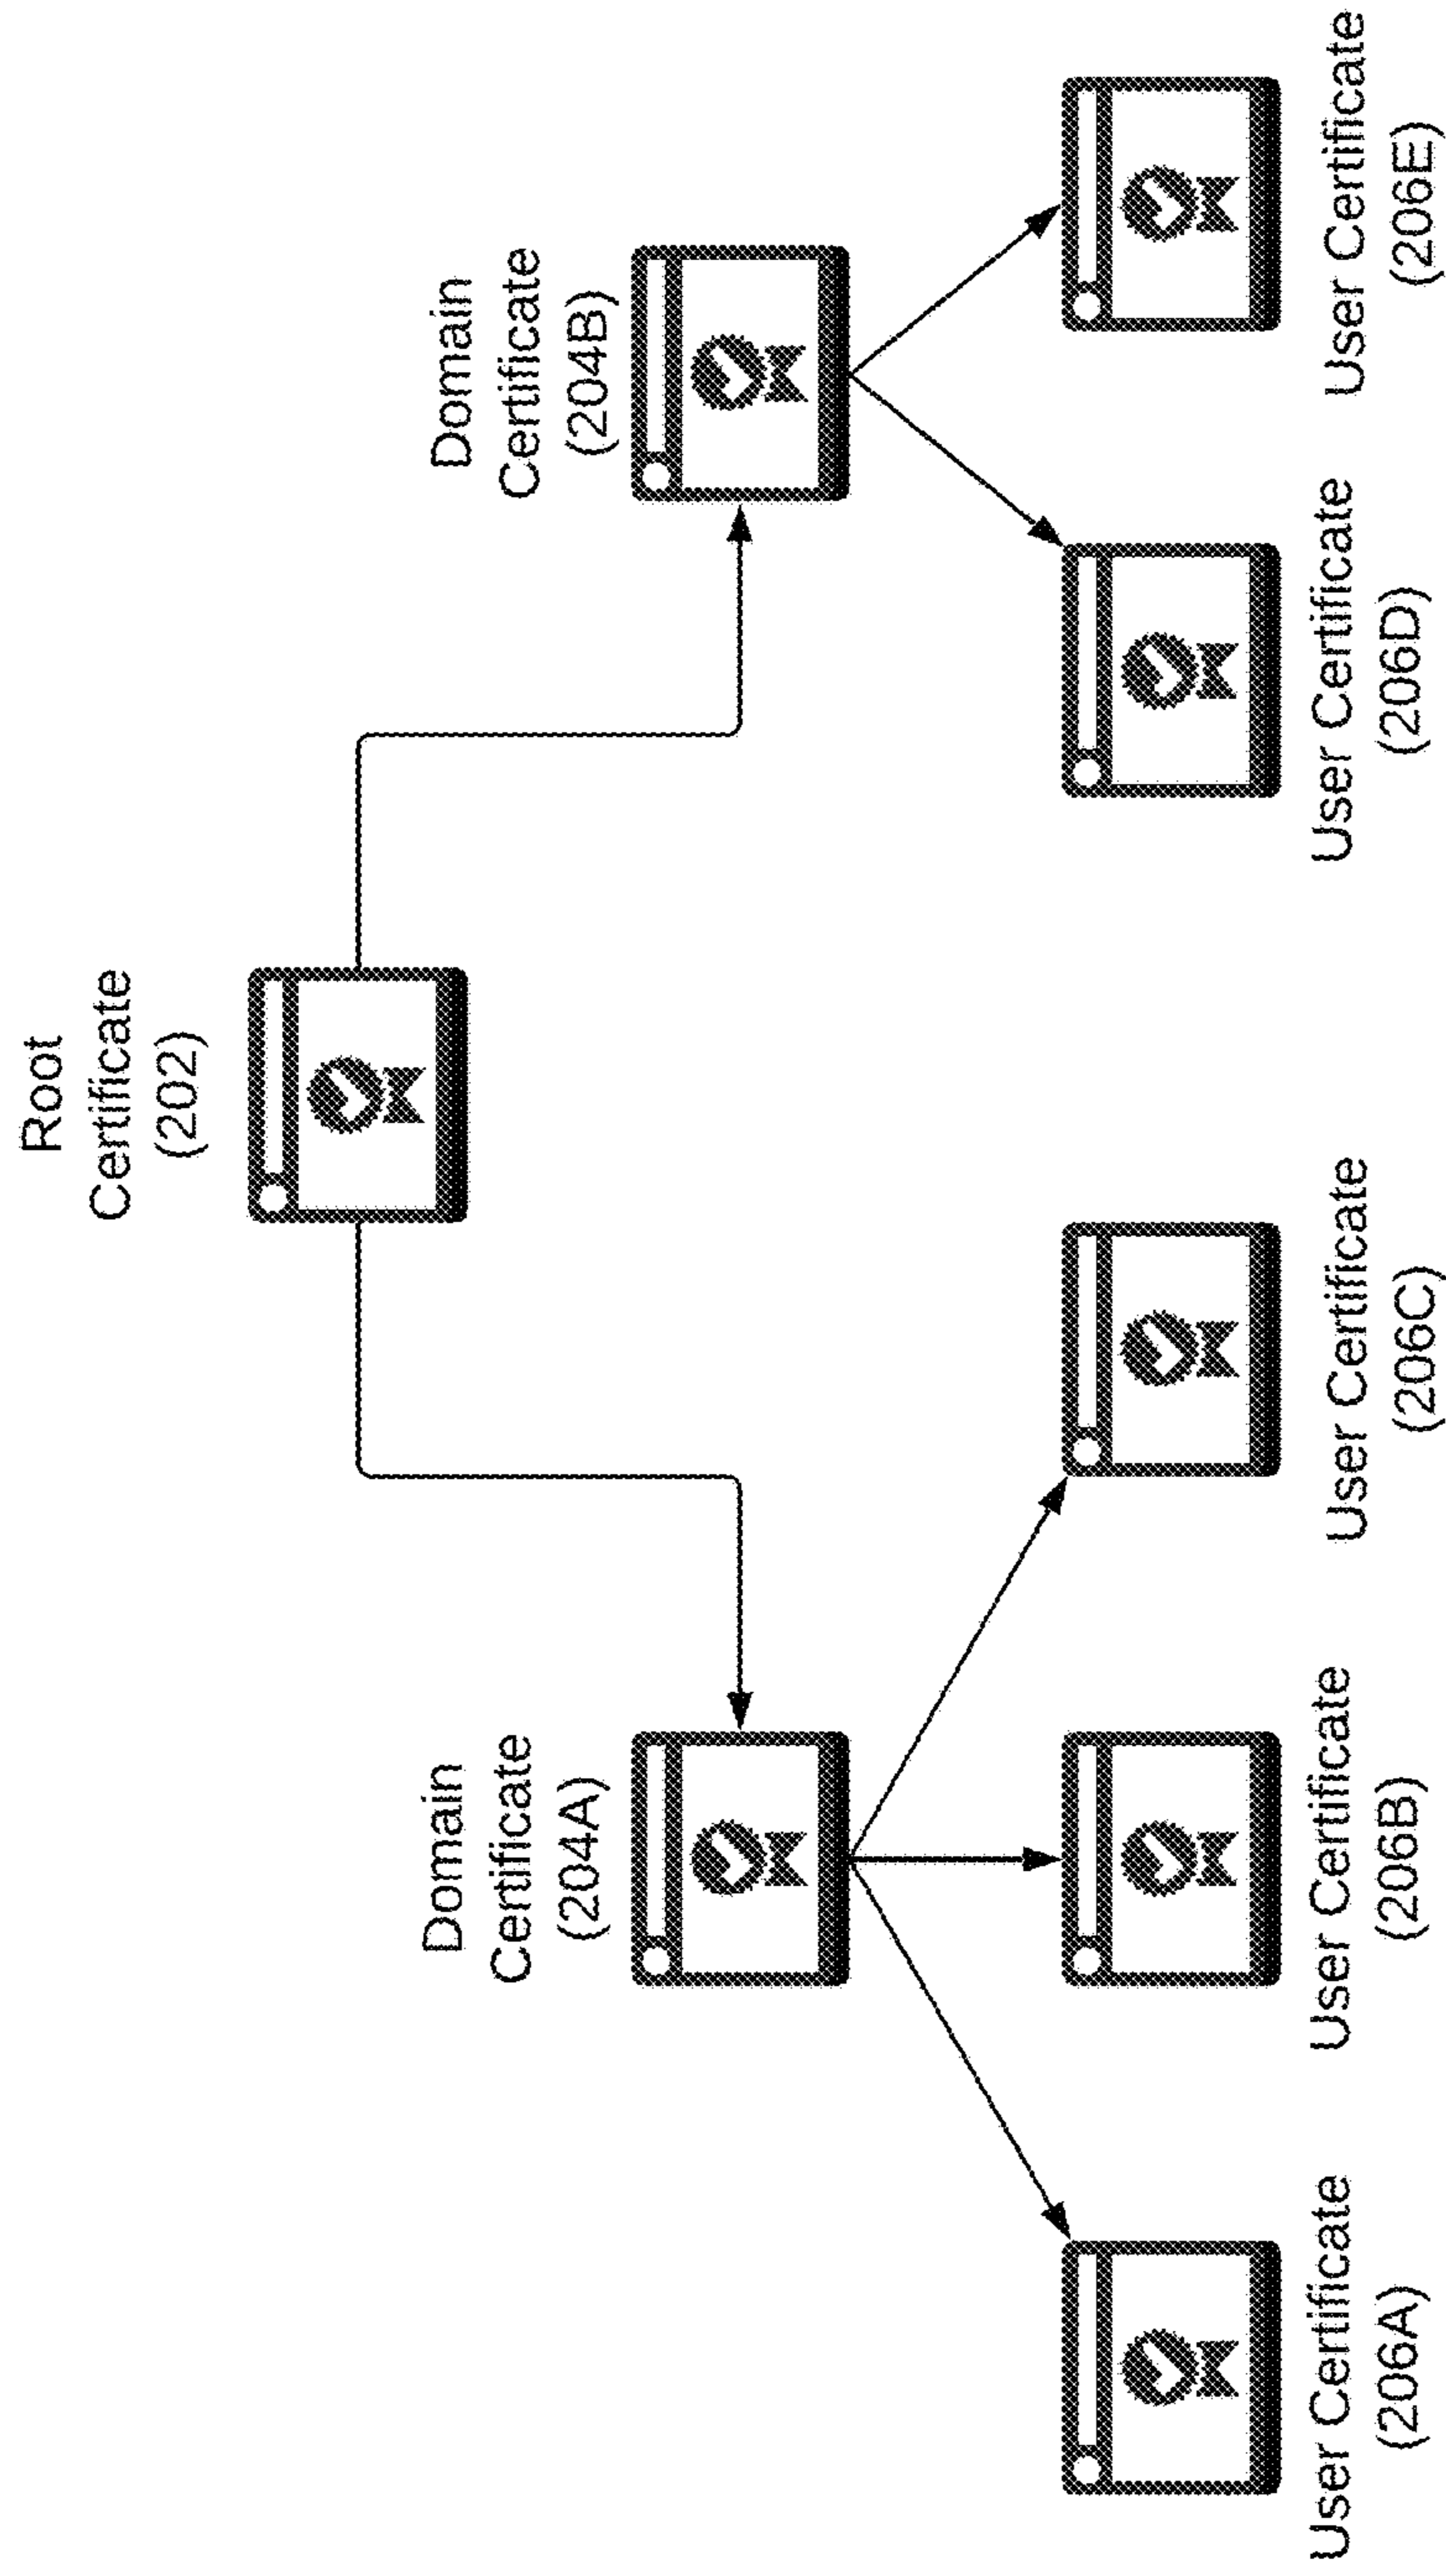 Root
Certificate
(202)
Domain
Certificate
(204A)
Domain
Certificate
(204B)
User Certificate
(206A)
User Certificate
(206B)
User Certificate
(206C)
User Certificate
(206D)
User Certificate
(206E)